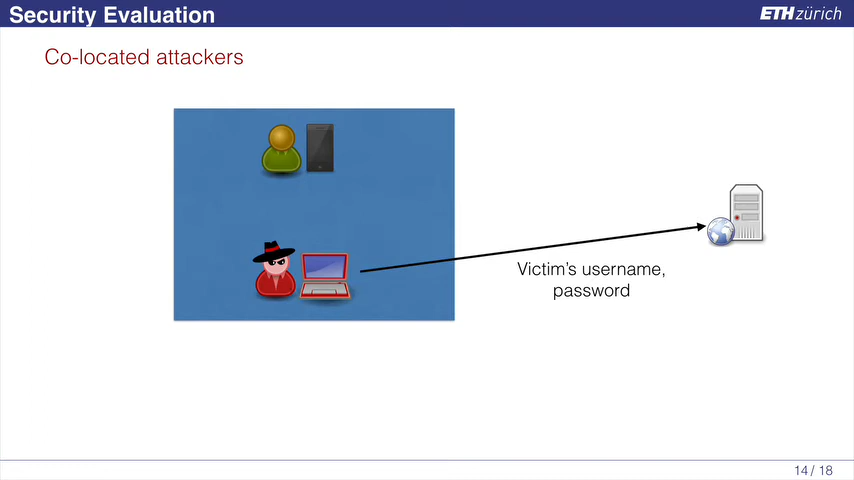 Security Evaluation
ETH zürich
Co-located attackers
Victim's username,
password
14 / 18